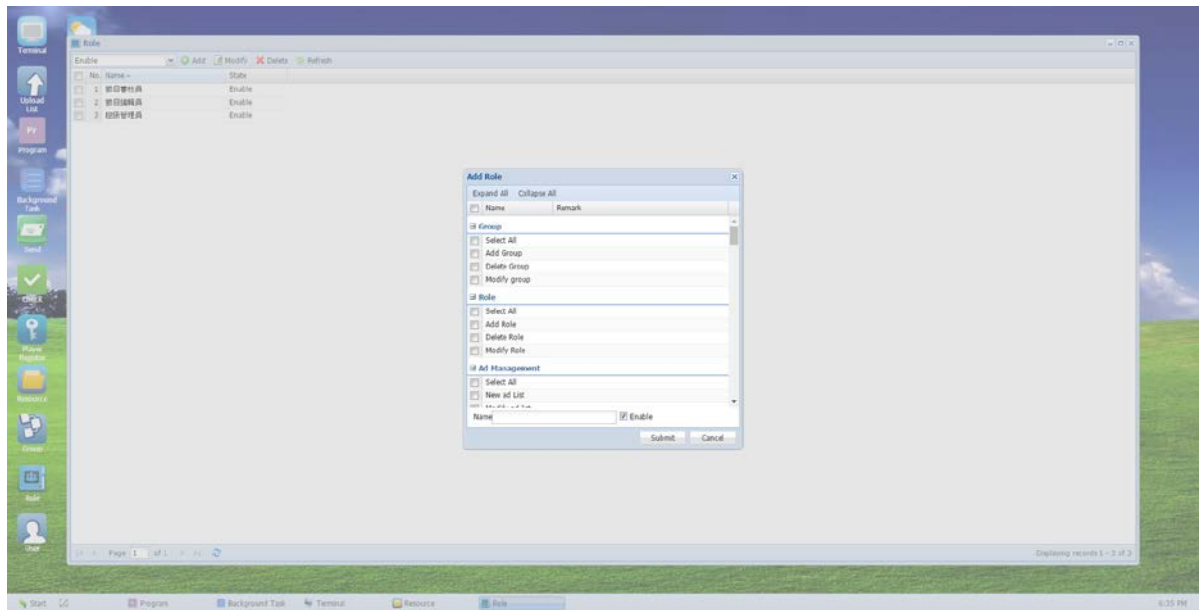 Terminal
Upload
List
Pr
Program
Background
Task
Send
Check
Player
Register
Resource
Group
Role
User
Role
Enable Add Modify Delete Refresh
No. Name State
1 Enable
2 Enable
3 Enable
Add Role
Expand All Collapse All
Name Remark
Group
Select All
Add Group
Delete Group
Modify group
Role
Select All
Add Role
Delete Role
Modify Role
Ad Management
Select All
New ad List
Name Enable
Submit Cancel
Page 1 of 1 Displaying records 1 - 3 of 3
Start Program Background Task Terminal Resource Role 6:35 PM